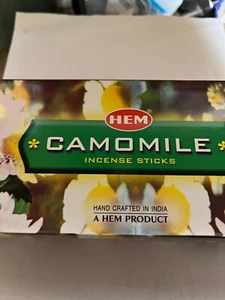 HEM
* CAMOMILE *
INCENSE STICKS
HAND CRAFTED IN INDIA
A HEM PRODUCT